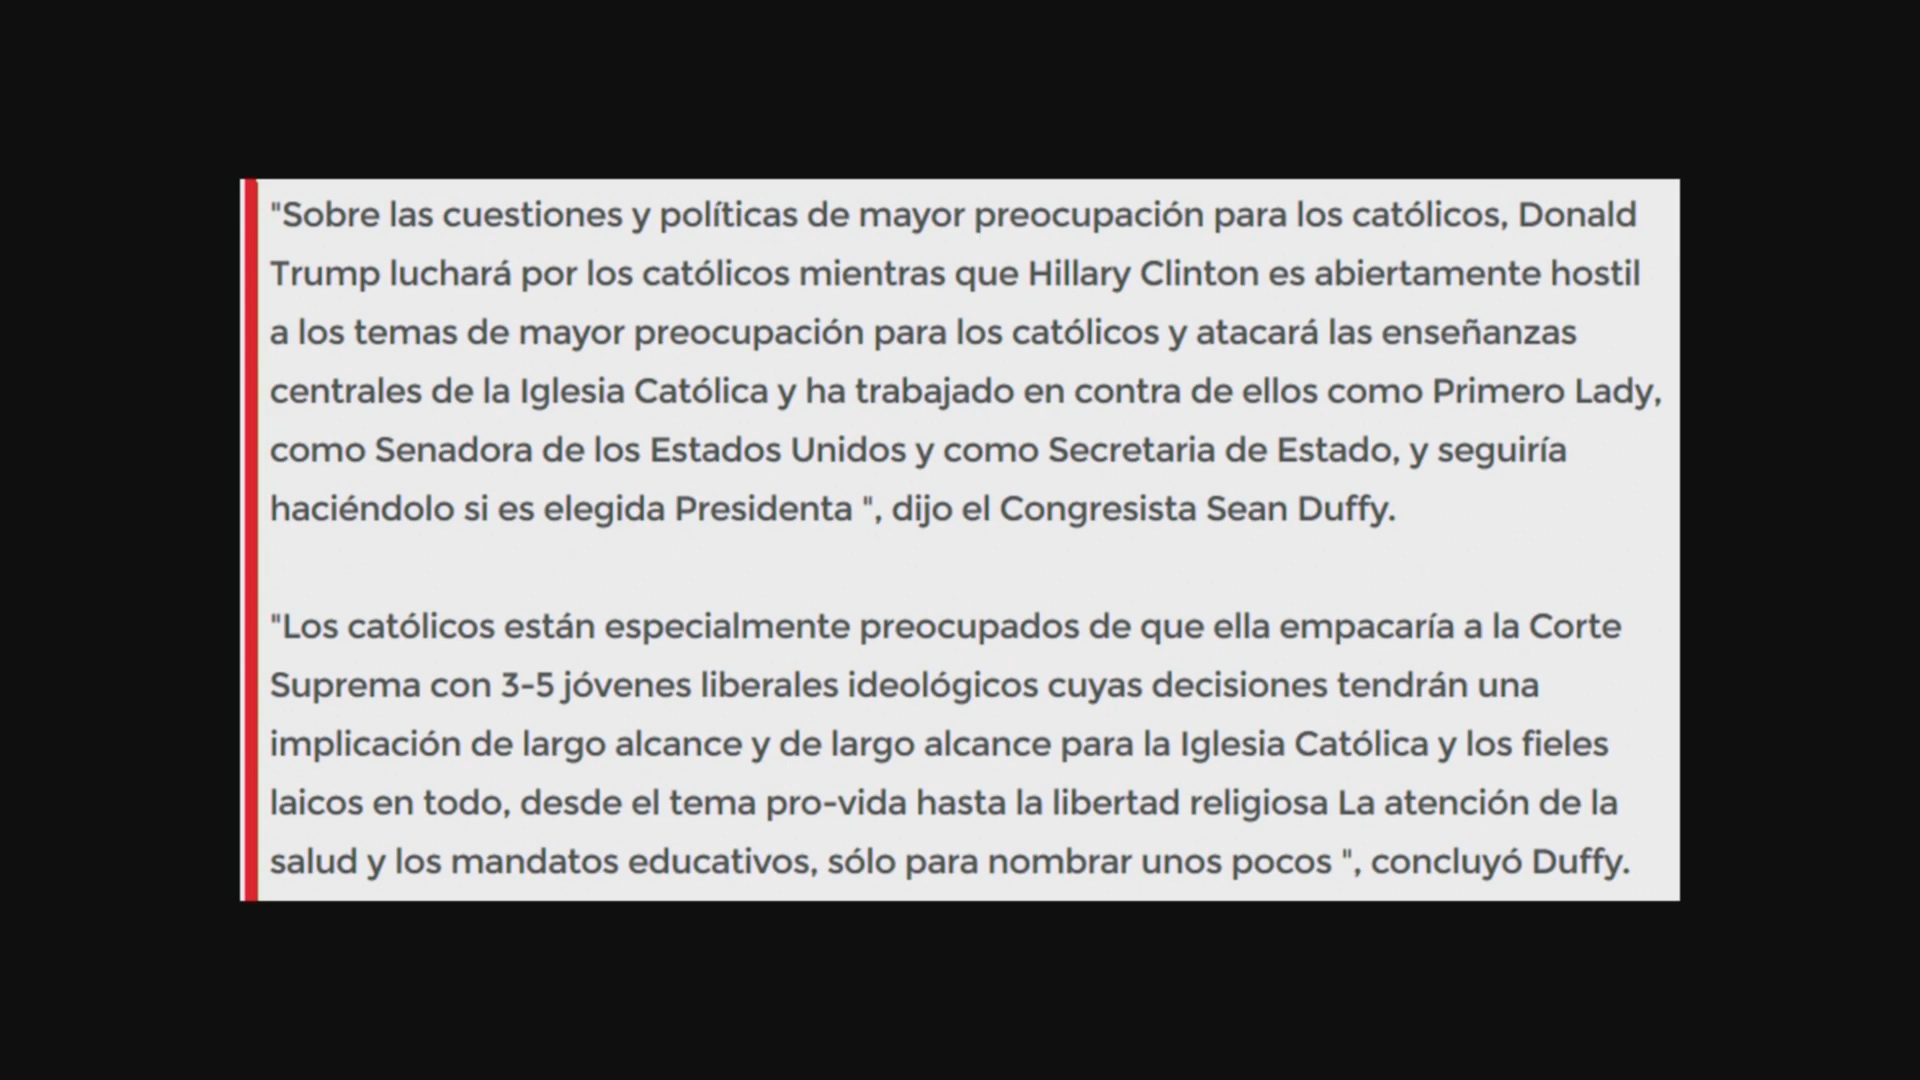 "Sobre las cuestiones y políticas de mayor preocupación para los católicos, Donald
Trump luchará por los católicos mientras que Hillary Clinton es abiertamente hostil
a los temas de mayor preocupación para los católicos y atacará las enseñanzas
centrales de la Iglesia Católica y ha trabajado en contra de ellos como Primero Lady,
como Senadora de los Estados Unidos y como Secretaria de Estado, y seguiría
haciéndolo si es elegida Presidenta ", dijo el Congresista Sean Duffy.
"Los católicos están especialmente preocupados de que ella empacaría a la Corte
Suprema con 3-5 jóvenes liberales ideológicos cuyas decisiones tendrán una
implicación de largo alcance y de largo alcance para la Iglesia Católica y los fieles
laicos en todo, desde el tema pro-vida hasta la libertad religiosa La atención de la
salud y los mandatos educativos, sólo para nombrar unos pocos ", concluyó Duffy.